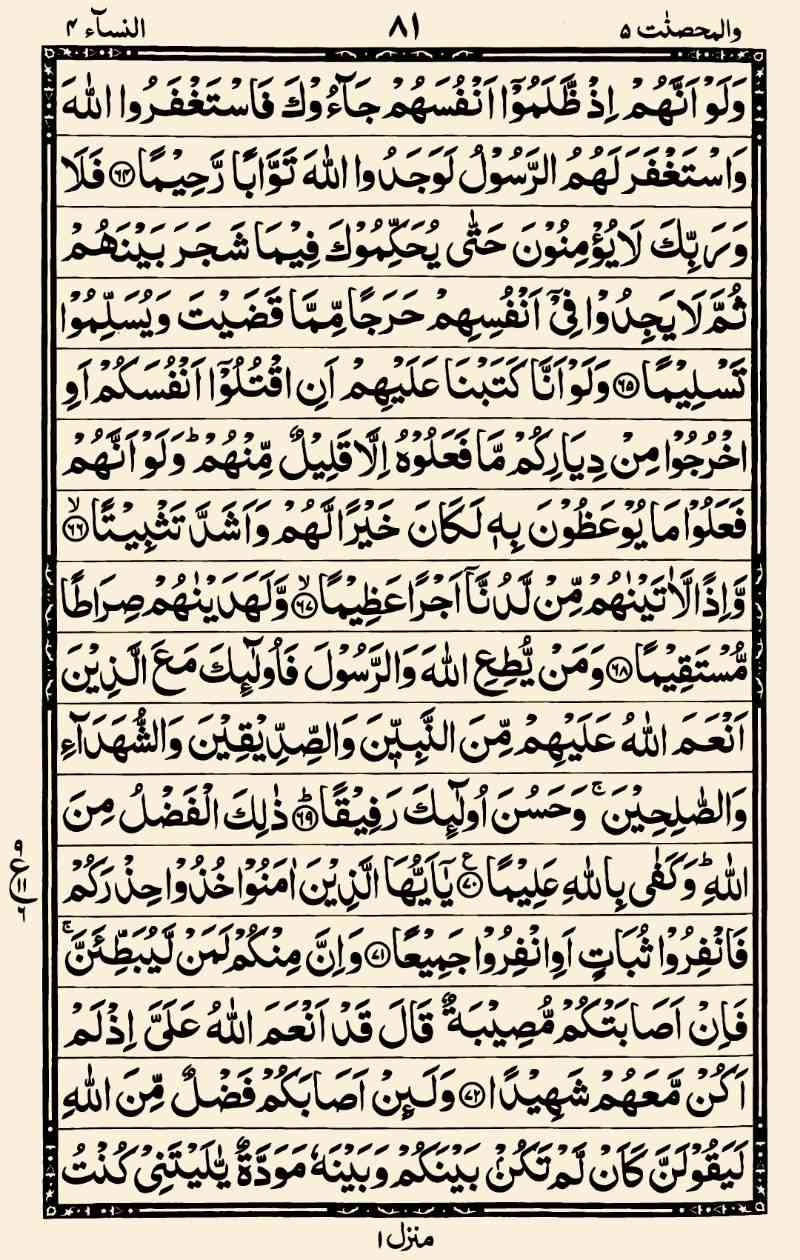 والمحصنٰت ۵
۸۱
النسآء ۴
وَلَوْ اَنَّهُمْ اِذْ ظَّلَمُوْۤا اَنْفُسَهُمْ جَآءُوْكَ فَاسْتَغْفَرُوا اللّٰهَ
وَاسْتَغْفَرَ لَهُمُ الرَّسُوْلُ لَوَجَدُوا اللّٰهَ تَوَّابًا رَّحِيْمًا ﴿۶۴﴾ فَلَا
وَرَبِّكَ لَا يُؤْمِنُوْنَ حَتّٰى يُحَكِّمُوْكَ فِيْمَا شَجَرَ بَيْنَهُمْ
ثُمَّ لَا يَجِدُوْا فِىْۤ اَنْفُسِهِمْ حَرَجًا مِّمَّا قَضَيْتَ وَيُسَلِّمُوْا
تَسْلِيْمًا ﴿۶۵﴾ وَلَوْ اَنَّا كَتَبْنَا عَلَيْهِمْ اَنِ اقْتُلُوْۤا اَنْفُسَكُمْ اَوِ
اخْرُجُوْا مِنْ دِيَارِكُمْ مَّا فَعَلُوْهُ اِلَّا قَلِيْلٌ مِّنْهُمْ ؕ وَلَوْ اَنَّهُمْ
فَعَلُوْا مَا يُوْعَظُوْنَ بِهٖ لَكَانَ خَيْرًا لَّهُمْ وَاَشَدَّ تَثْبِيْتًا ۙ﴿۶۶﴾
وَّاِذًا لَّاٰتَيْنٰهُمْ مِّنْ لَّدُنَّاۤ اَجْرًا عَظِيْمًا ۙ﴿۶۷﴾ وَّلَهَدَيْنٰهُمْ صِرَاطًا
مُّسْتَقِيْمًا ﴿۶۸﴾ وَمَنْ يُّطِعِ اللّٰهَ وَالرَّسُوْلَ فَاُولٰٓئِكَ مَعَ الَّذِيْنَ
اَنْعَمَ اللّٰهُ عَلَيْهِمْ مِّنَ النَّبِيّٖنَ وَالصِّدِّيْقِيْنَ وَالشُّهَدَآءِ
وَالصّٰلِحِيْنَ ۚ وَحَسُنَ اُولٰٓئِكَ رَفِيْقًا ؕ﴿۶۹﴾ ذٰلِكَ الْفَضْلُ مِنَ
اللّٰهِ ؕ وَكَفٰى بِاللّٰهِ عَلِيْمًا ﴿۷۰﴾ع يٰۤاَيُّهَا الَّذِيْنَ اٰمَنُوْا خُذُوْا حِذْرَكُمْ
۹
ع
۱۱
۶
فَانْفِرُوْا ثُبَاتٍ اَوِ انْفِرُوْا جَمِيْعًا ﴿۷۱﴾ وَاِنَّ مِنْكُمْ لَمَنْ لَّيُبَطِّئَنَّ ۚ
فَاِنْ اَصَابَتْكُمْ مُّصِيْبَةٌ قَالَ قَدْ اَنْعَمَ اللّٰهُ عَلَىَّ اِذْ لَمْ
اَكُنْ مَّعَهُمْ شَهِيْدًا ﴿۷۲﴾ وَلَئِنْ اَصَابَكُمْ فَضْلٌ مِّنَ اللّٰهِ
لَيَقُوْلَنَّ كَاَنْ لَّمْ تَكُنْۢ بَيْنَكُمْ وَبَيْنَهٗ مَوَدَّةٌ يّٰلَيْتَنِىْ كُنْتُ
منزل ۱